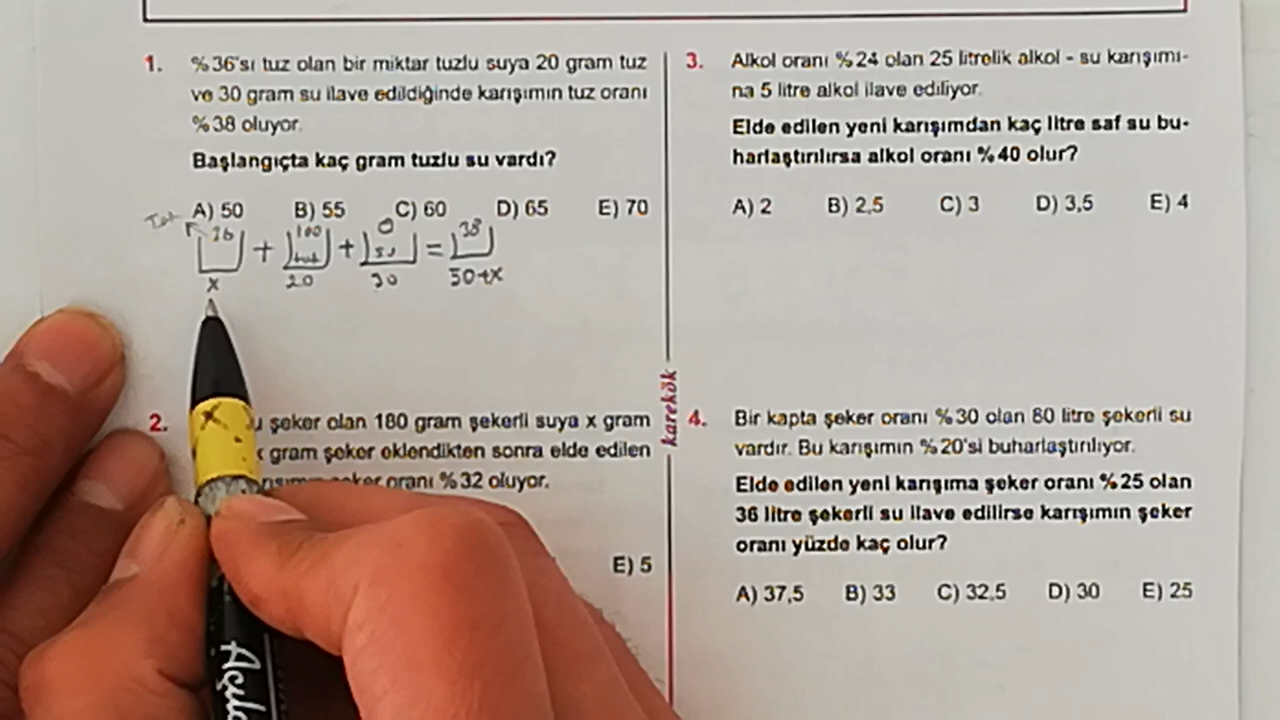 1. %36'sı tuz olan bir miktar tuzlu suya 20 gram tuz
ve 30 gram su ilave edildiğinde karışımın tuz oranı
%38 oluyor.
Başlangıçta kaç gram tuzlu su vardı?
A) 50 B) 55 C) 60 D) 65 E) 70
36 + 100 + 0 = 38
tuz su
x 20 30 50+x
2. şeker olan 180 gram şekerli suya x gram
gram şeker eklendikten sonra elde edilen
şeker oranı %32 oluyor.
E) 5
karekök
3. Alkol oranı %24 olan 25 litrelik alkol - su karışımı-
na 5 litre alkol ilave ediliyor.
Elde edilen yeni karışımdan kaç litre saf su bu-
harlaştırılırsa alkol oranı %40 olur?
A) 2 B) 2,5 C) 3 D) 3,5 E) 4
4. Bir kapta şeker oranı %30 olan 80 litre şekerli su
vardır. Bu karışımın %20'si buharlaştırılıyor.
Elde edilen yeni karışıma şeker oranı %25 olan
36 litre şekerli su ilave edilirse karışımın şeker
oranı yüzde kaç olur?
A) 37,5 B) 33 C) 32,5 D) 30 E) 25